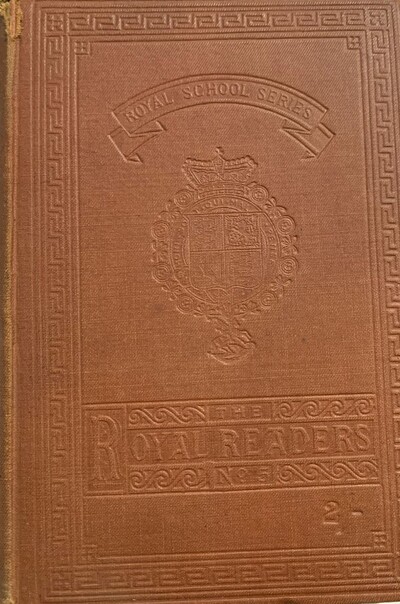 ROYAL SCHOOL SERIES
THE
ROYAL READERS
No. 5
2/-